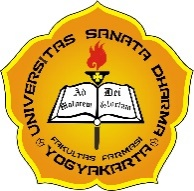 UNIVERSITAS SANATA DHARMA
Ad Dei
Maiorem Gloriam
FAKULTAS FARMASI
YOGYAKARTA